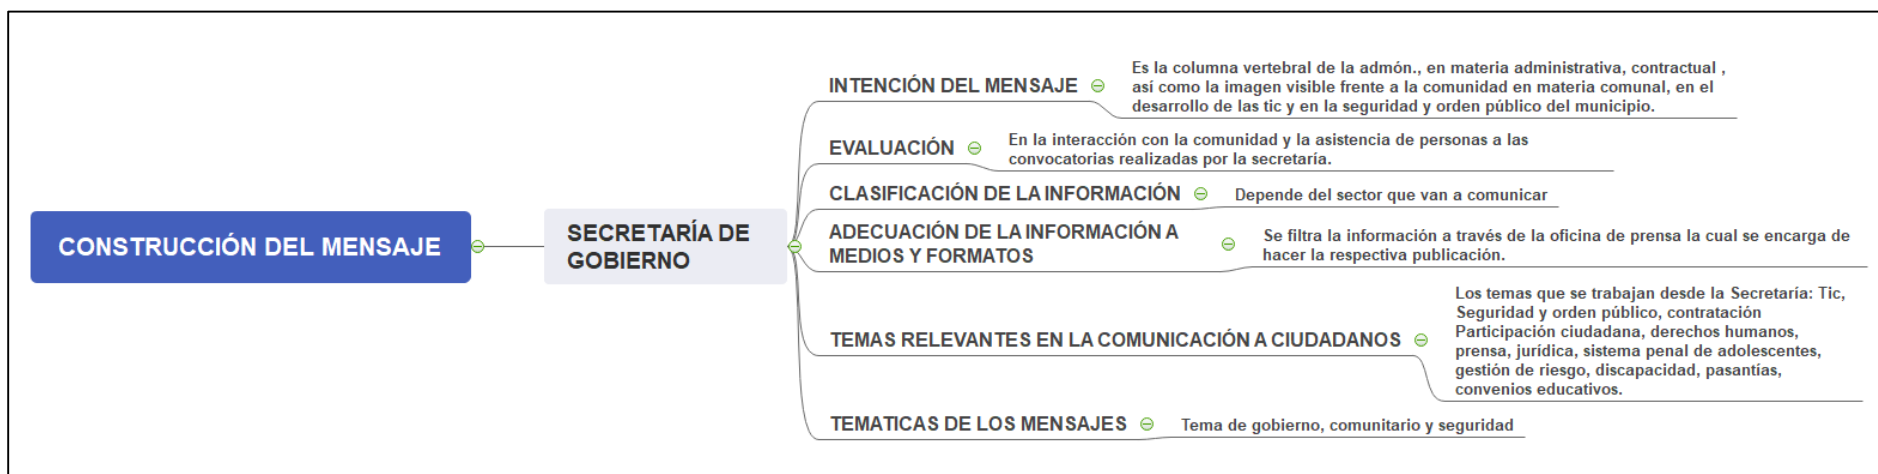 CONSTRUCCIÓN DEL MENSAJE
SECRETARÍA DE
GOBIERNO
INTENCIÓN DEL MENSAJE
Es la columna vertebral de la admón., en materia administrativa, contractual ,
así como la imagen visible frente a la comunidad en materia comunal, en el
desarrollo de las tic y en la seguridad y orden público del municipio.
EVALUACIÓN
En la interacción con la comunidad y la asistencia de personas a las
convocatorias realizadas por la secretaría.
CLASIFICACIÓN DE LA INFORMACIÓN
Depende del sector que van a comunicar
ADECUACIÓN DE LA INFORMACIÓN A
MEDIOS Y FORMATOS
Se filtra la información a través de la oficina de prensa la cual se encarga de
hacer la respectiva publicación.
TEMAS RELEVANTES EN LA COMUNICACIÓN A CIUDADANOS
Los temas que se trabajan desde la Secretaría: Tic,
Seguridad y orden público, contratación
Participación ciudadana, derechos humanos,
prensa, jurídica, sistema penal de adolescentes,
gestión de riesgo, discapacidad, pasantías,
convenios educativos.
TEMATICAS DE LOS MENSAJES
Tema de gobierno, comunitario y seguridad